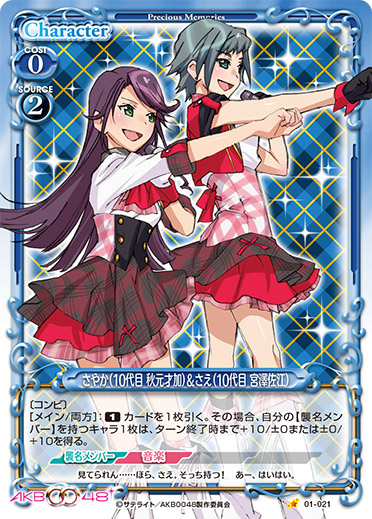 Precious Memories
Character
COST
0
SOURCE
2
さやか(10代目 秋元才加)&さえ(10代目 宮澤佐江)
[コンビ]
[メイン/両方]:1 カードを1枚引く。その場合、自分の【襲名メン
バー】を持つキャラ1枚は、ターン終了時まで+10/±0または±0/
+10を得る。
襲名メンバー 音楽
見てられん……ほら、さえ、そっち持つ! あー、はいはい。
AKB0048
©サテライト/AKB0048製作委員会
01-021